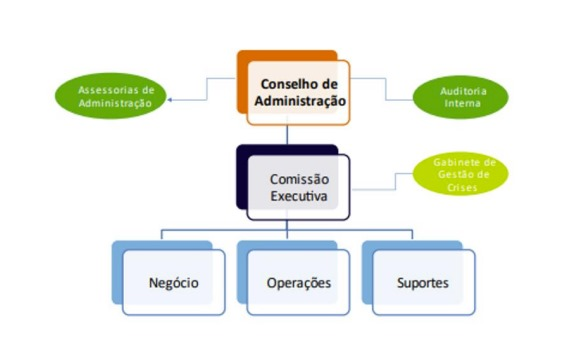 Conselho de
Administração
Assessorias de
Administração
Auditoria
Interna
Comissão
Executiva
Gabinete de
Gestão de
Crises
Negócio
Operações
Suportes